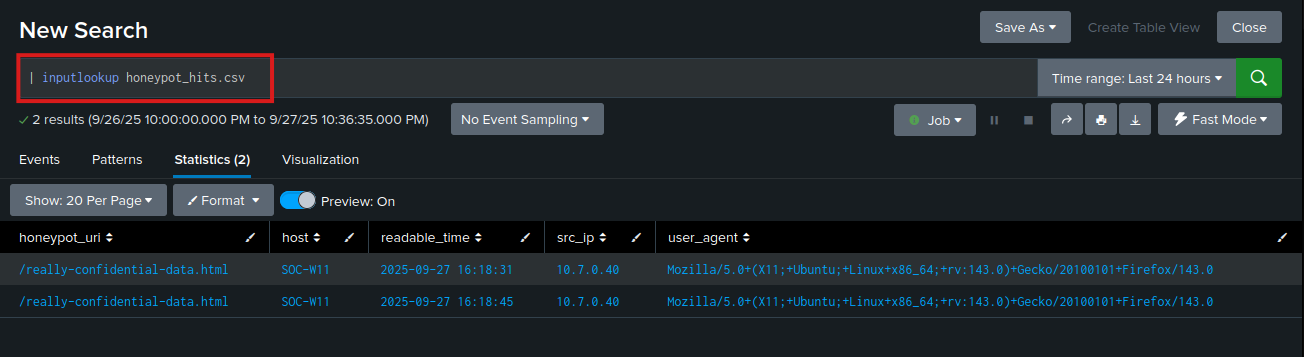 New Search
Save As Create Table View Close
| inputlookup honeypot_hits.csv
Time range: Last 24 hours
2 results (9/26/25 10:00:00.000 PM to 9/27/25 10:36:35.000 PM) No Event Sampling Job Fast Mode
Events Patterns Statistics (2) Visualization
Show: 20 Per Page Format Preview: On
honeypot_uri host readable_time src_ip user_agent
/really-confidential-data.html SOC-W11 2025-09-27 16:18:31 10.7.0.40 Mozilla/5.0+(X11;+Ubuntu;+Linux+x86_64;+rv:143.0)+Gecko/20100101+Firefox/143.0
/really-confidential-data.html SOC-W11 2025-09-27 16:18:45 10.7.0.40 Mozilla/5.0+(X11;+Ubuntu;+Linux+x86_64;+rv:143.0)+Gecko/20100101+Firefox/143.0